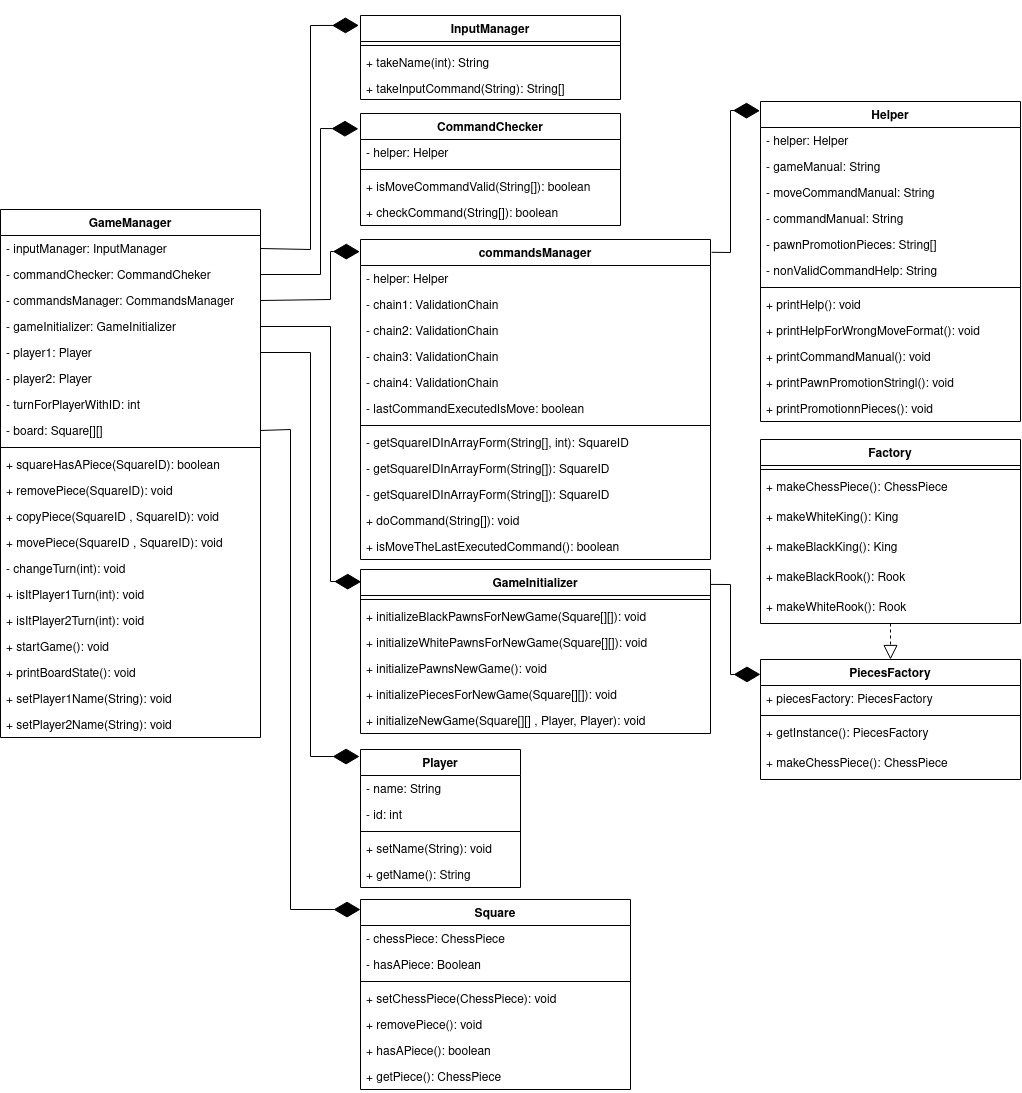 InputManager
+ takeName(int): String
+ takeInputCommand(String): String[]
CommandChecker
- helper: Helper
+ isMoveCommandValid(String[]): boolean
+ checkCommand(String[]): boolean
Helper
- helper: Helper
- gameManual: String
- moveCommandManual: String
- commandManual: String
- pawnPromotionPieces: String[]
- nonValidCommandHelp: String
+ printHelp(): void
+ printHelpForWrongMoveFormat(): void
+ printCommandManual(): void
+ printPawnPromotionStringl(): void
+ printPromotionnPieces(): void
GameManager
- inputManager: InputManager
- commandChecker: CommandCheker
- commandsManager: CommandsManager
- gameInitializer: GameInitializer
- player1: Player
- player2: Player
- turnForPlayerWithID: int
- board: Square[][]
+ squareHasAPiece(SquareID): boolean
+ removePiece(SquareID): void
+ copyPiece(SquareID , SquareID): void
+ movePiece(SquareID , SquareID): void
- changeTurn(int): void
+ isItPlayer1Turn(int): void
+ isItPlayer2Turn(int): void
+ startGame(): void
+ printBoardState(): void
+ setPlayer1Name(String): void
+ setPlayer2Name(String): void
commandsManager
- helper: Helper
- chain1: ValidationChain
- chain2: ValidationChain
- chain3: ValidationChain
- chain4: ValidationChain
- lastCommandExecutedIsMove: boolean
- getSquareIDInArrayForm(String[], int): SquareID
- getSquareIDInArrayForm(String[]): SquareID
- getSquareIDInArrayForm(String[]): SquareID
+ doCommand(String[]): void
+ isMoveTheLastExecutedCommand(): boolean
Factory
+ makeChessPiece(): ChessPiece
+ makeWhiteKing(): King
+ makeBlackKing(): King
+ makeBlackRook(): Rook
+ makeWhiteRook(): Rook
GameInitializer
+ initializeBlackPawnsForNewGame(Square[][]): void
+ initializeWhitePawnsForNewGame(Square[][]): void
+ initializePawnsNewGame(): void
+ initializePiecesForNewGame(Square[][]): void
+ initializeNewGame(Square[][] , Player, Player): void
PiecesFactory
+ piecesFactory: PiecesFactory
+ getInstance(): PiecesFactory
+ makeChessPiece(): ChessPiece
Player
- name: String
- id: int
+ setName(String): void
+ getName(): String
Square
- chessPiece: ChessPiece
- hasAPiece: Boolean
+ setChessPiece(ChessPiece): void
+ removePiece(): void
+ hasAPiece(): boolean
+ getPiece(): ChessPiece